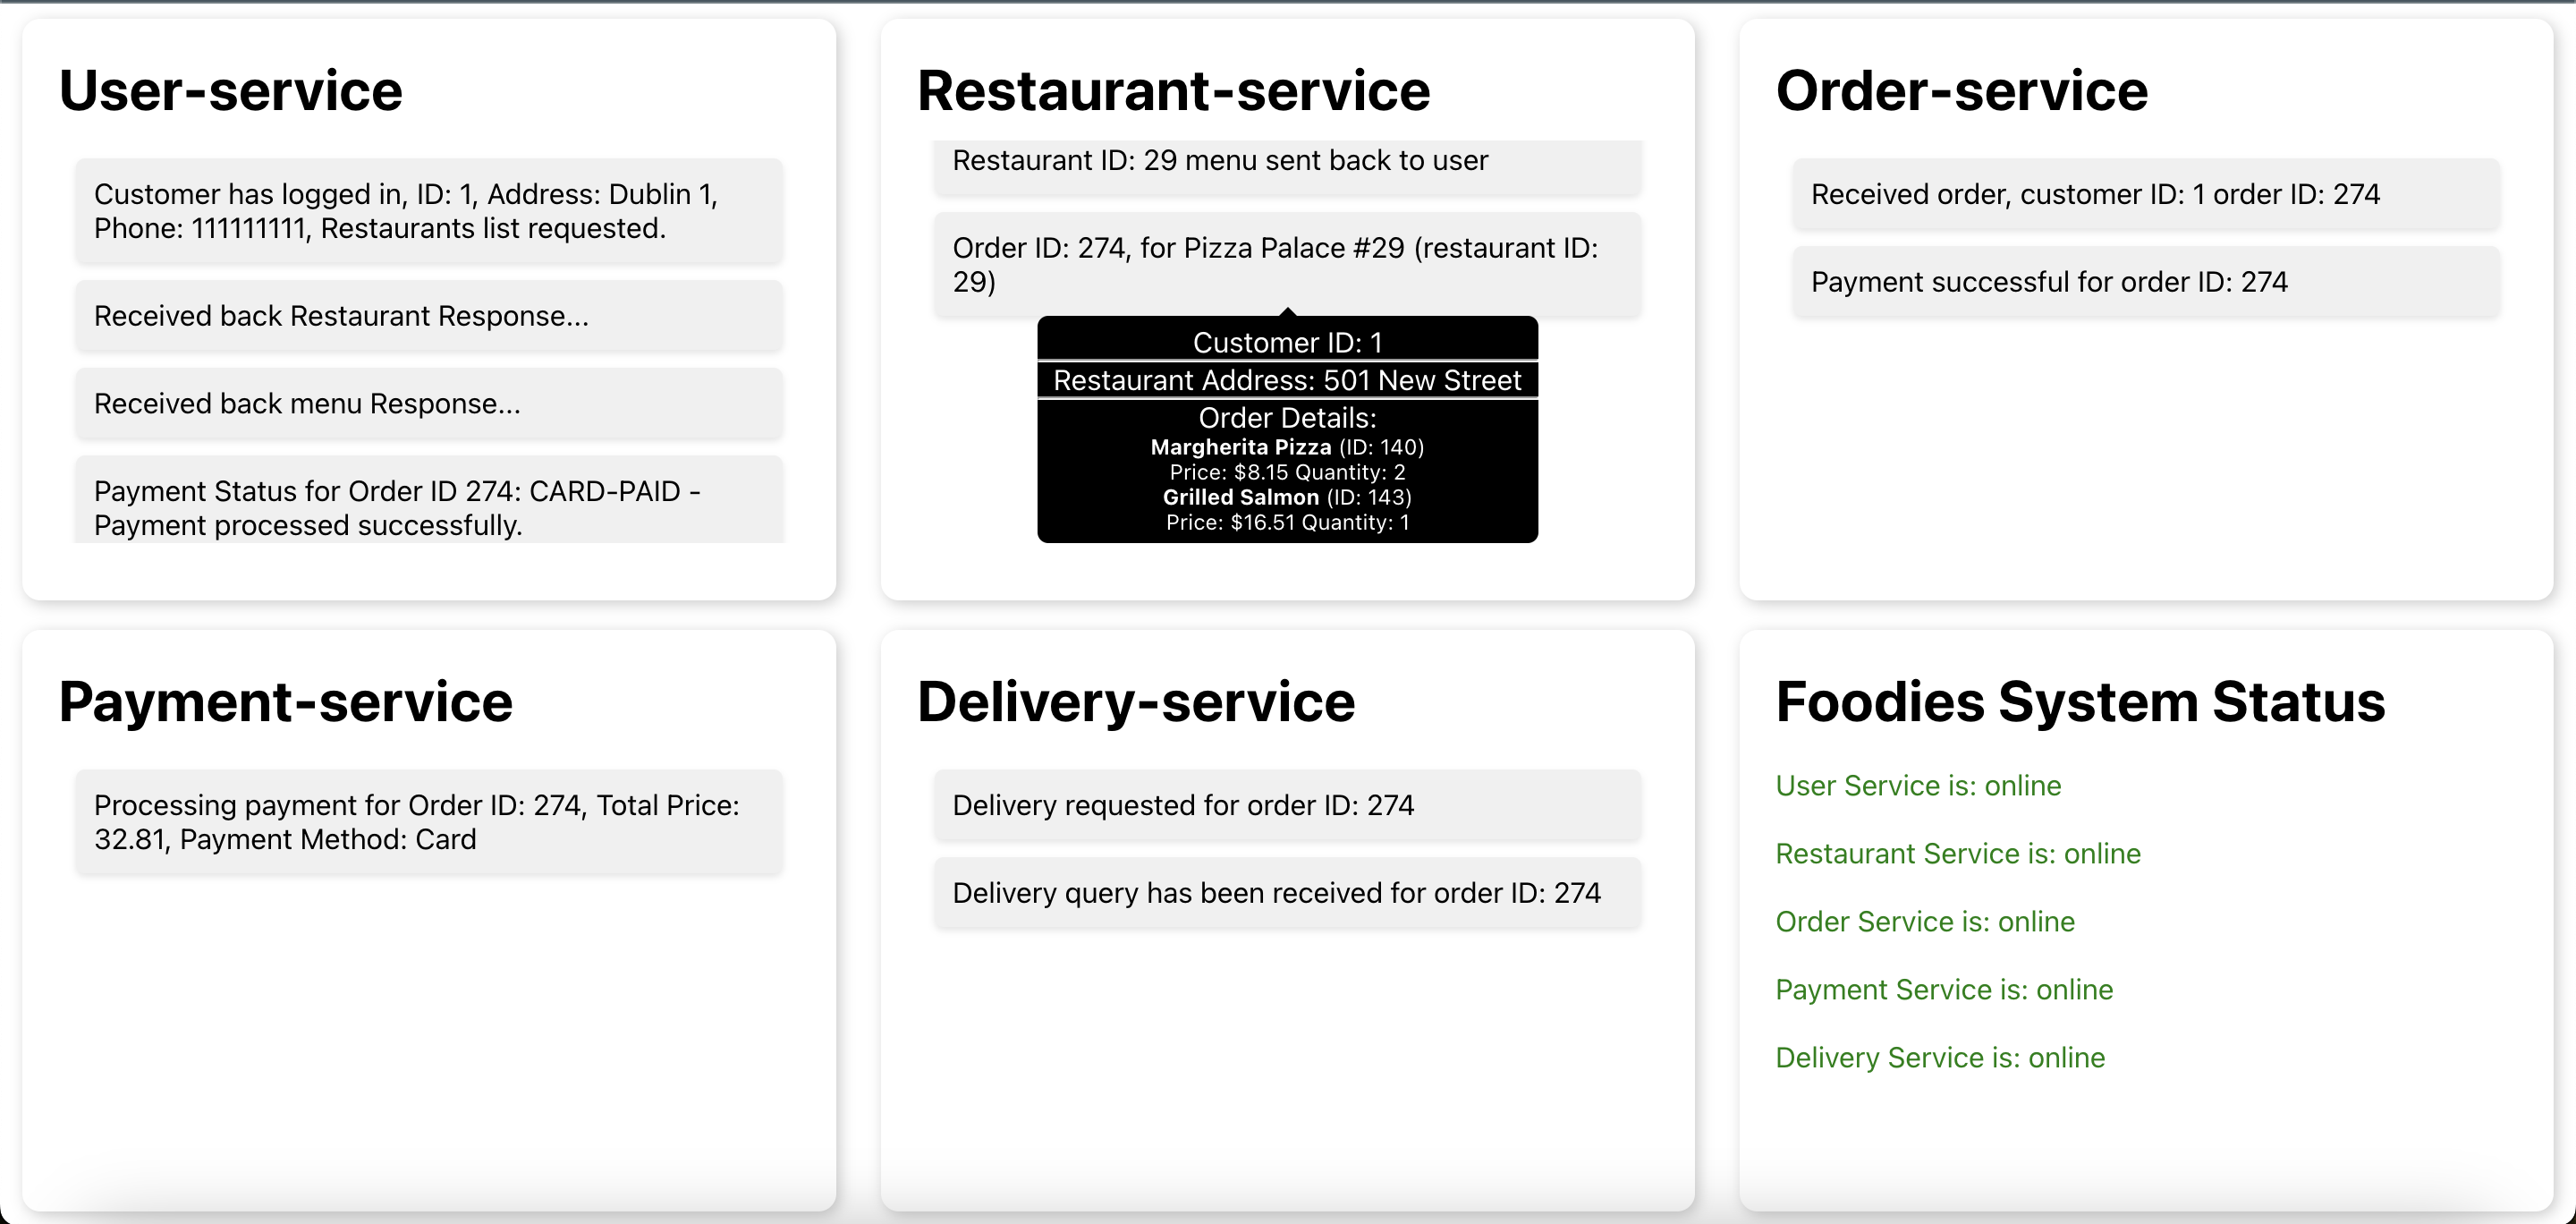 User-service
Customer has logged in, ID: 1, Address: Dublin 1,
Phone: 111111111, Restaurants list requested.
Received back Restaurant Response...
Received back menu Response...
Payment Status for Order ID 274: CARD-PAID -
Payment processed successfully.
Restaurant-service
Restaurant ID: 29 menu sent back to user
Order ID: 274, for Pizza Palace #29 (restaurant ID:
29)
Customer ID: 1
Restaurant Address: 501 New Street
Order Details:
Margherita Pizza (ID: 140)
Price: $8.15 Quantity: 2
Grilled Salmon (ID: 143)
Price: $16.51 Quantity: 1
Order-service
Received order, customer ID: 1 order ID: 274
Payment successful for order ID: 274
Payment-service
Processing payment for Order ID: 274, Total Price:
32.81, Payment Method: Card
Delivery-service
Delivery requested for order ID: 274
Delivery query has been received for order ID: 274
Foodies System Status
User Service is: online
Restaurant Service is: online
Order Service is: online
Payment Service is: online
Delivery Service is: online